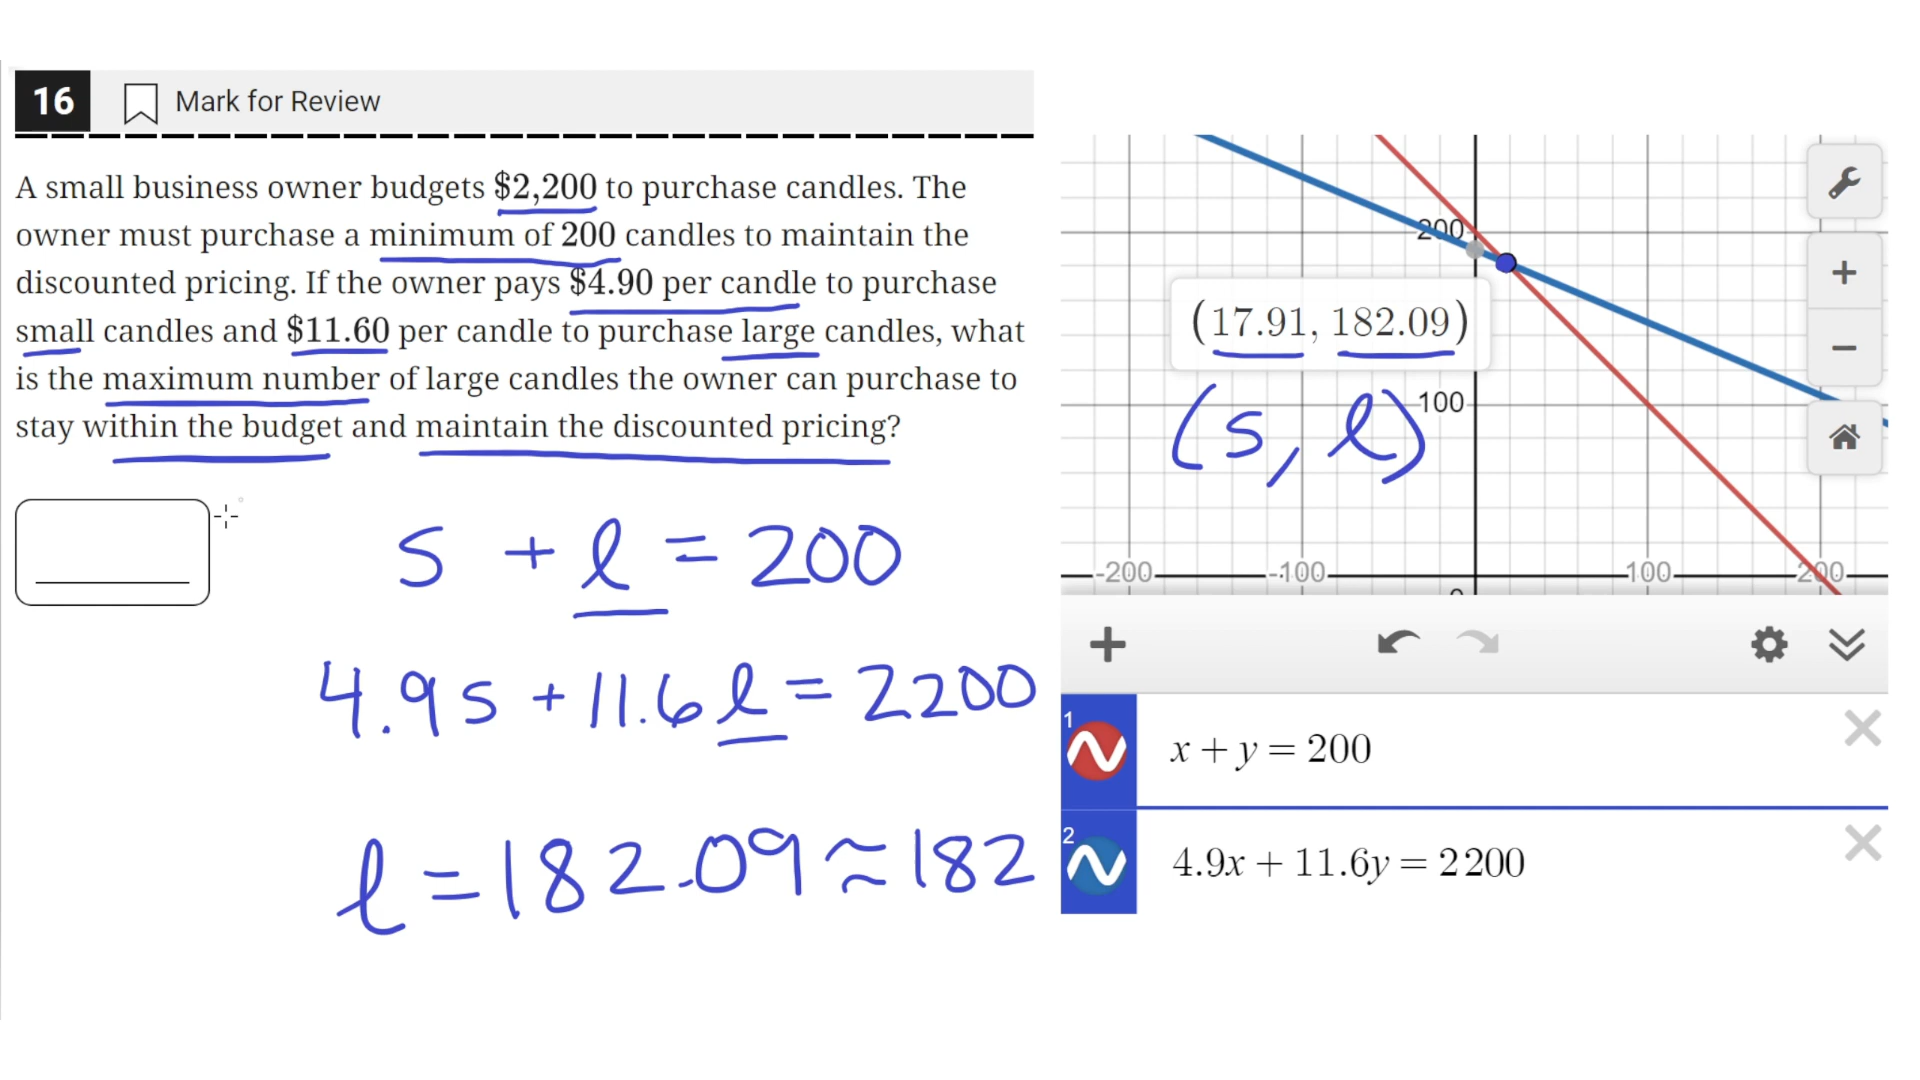 16 Mark for Review
A small business owner budgets $2,200 to purchase candles. The
owner must purchase a minimum of 200 candles to maintain the
discounted pricing. If the owner pays $4.90 per candle to purchase
small candles and $11.60 per candle to purchase large candles, what
is the maximum number of large candles the owner can purchase to
stay within the budget and maintain the discounted pricing?
s + l = 200
4.9s + 11.6l = 2200
l = 182.09 ≈ 182
200
(17.91, 182.09)
(s, l)
100
-200 -100 0 100 200
1
x + y = 200
2
4.9x + 11.6y = 2200